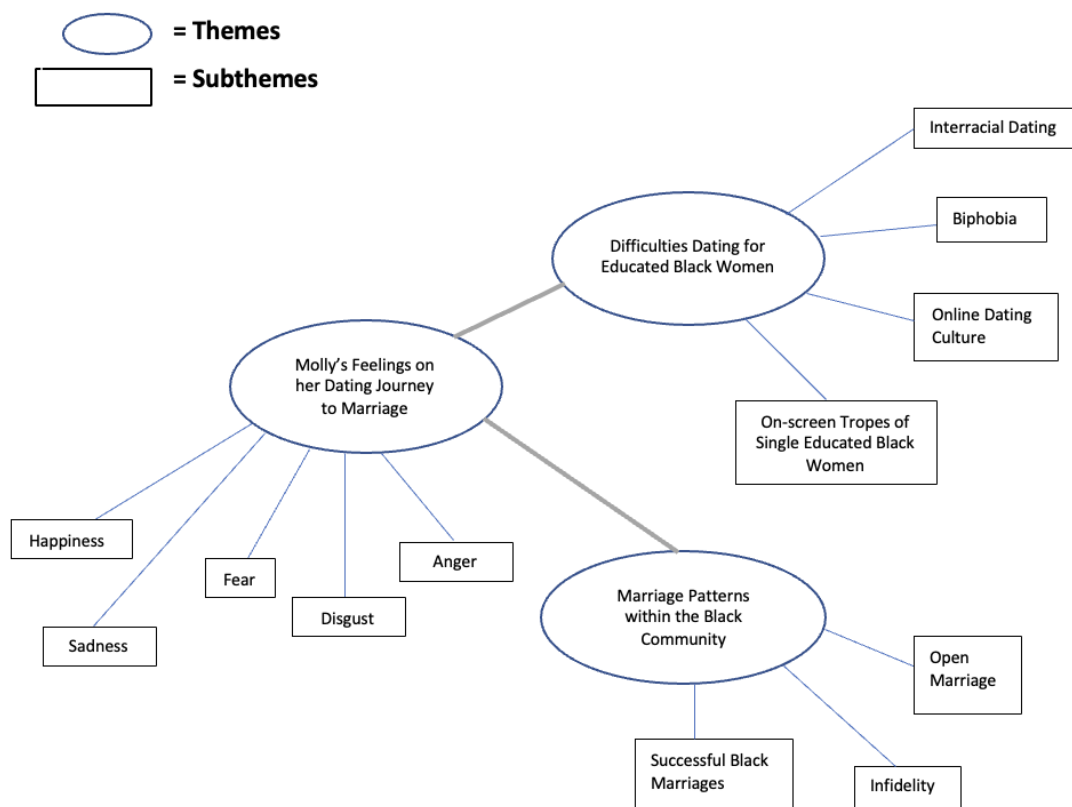 = Themes
= Subthemes
Interracial Dating
Biphobia
Difficulties Dating for
Educated Black Women
Online Dating
Culture
Molly’s Feelings on
her Dating Journey
to Marriage
On-screen Tropes of
Single Educated Black
Women
Happiness
Anger
Fear
Disgust
Sadness
Marriage Patterns
within the Black
Community
Open
Marriage
Successful Black
Marriages
Infidelity